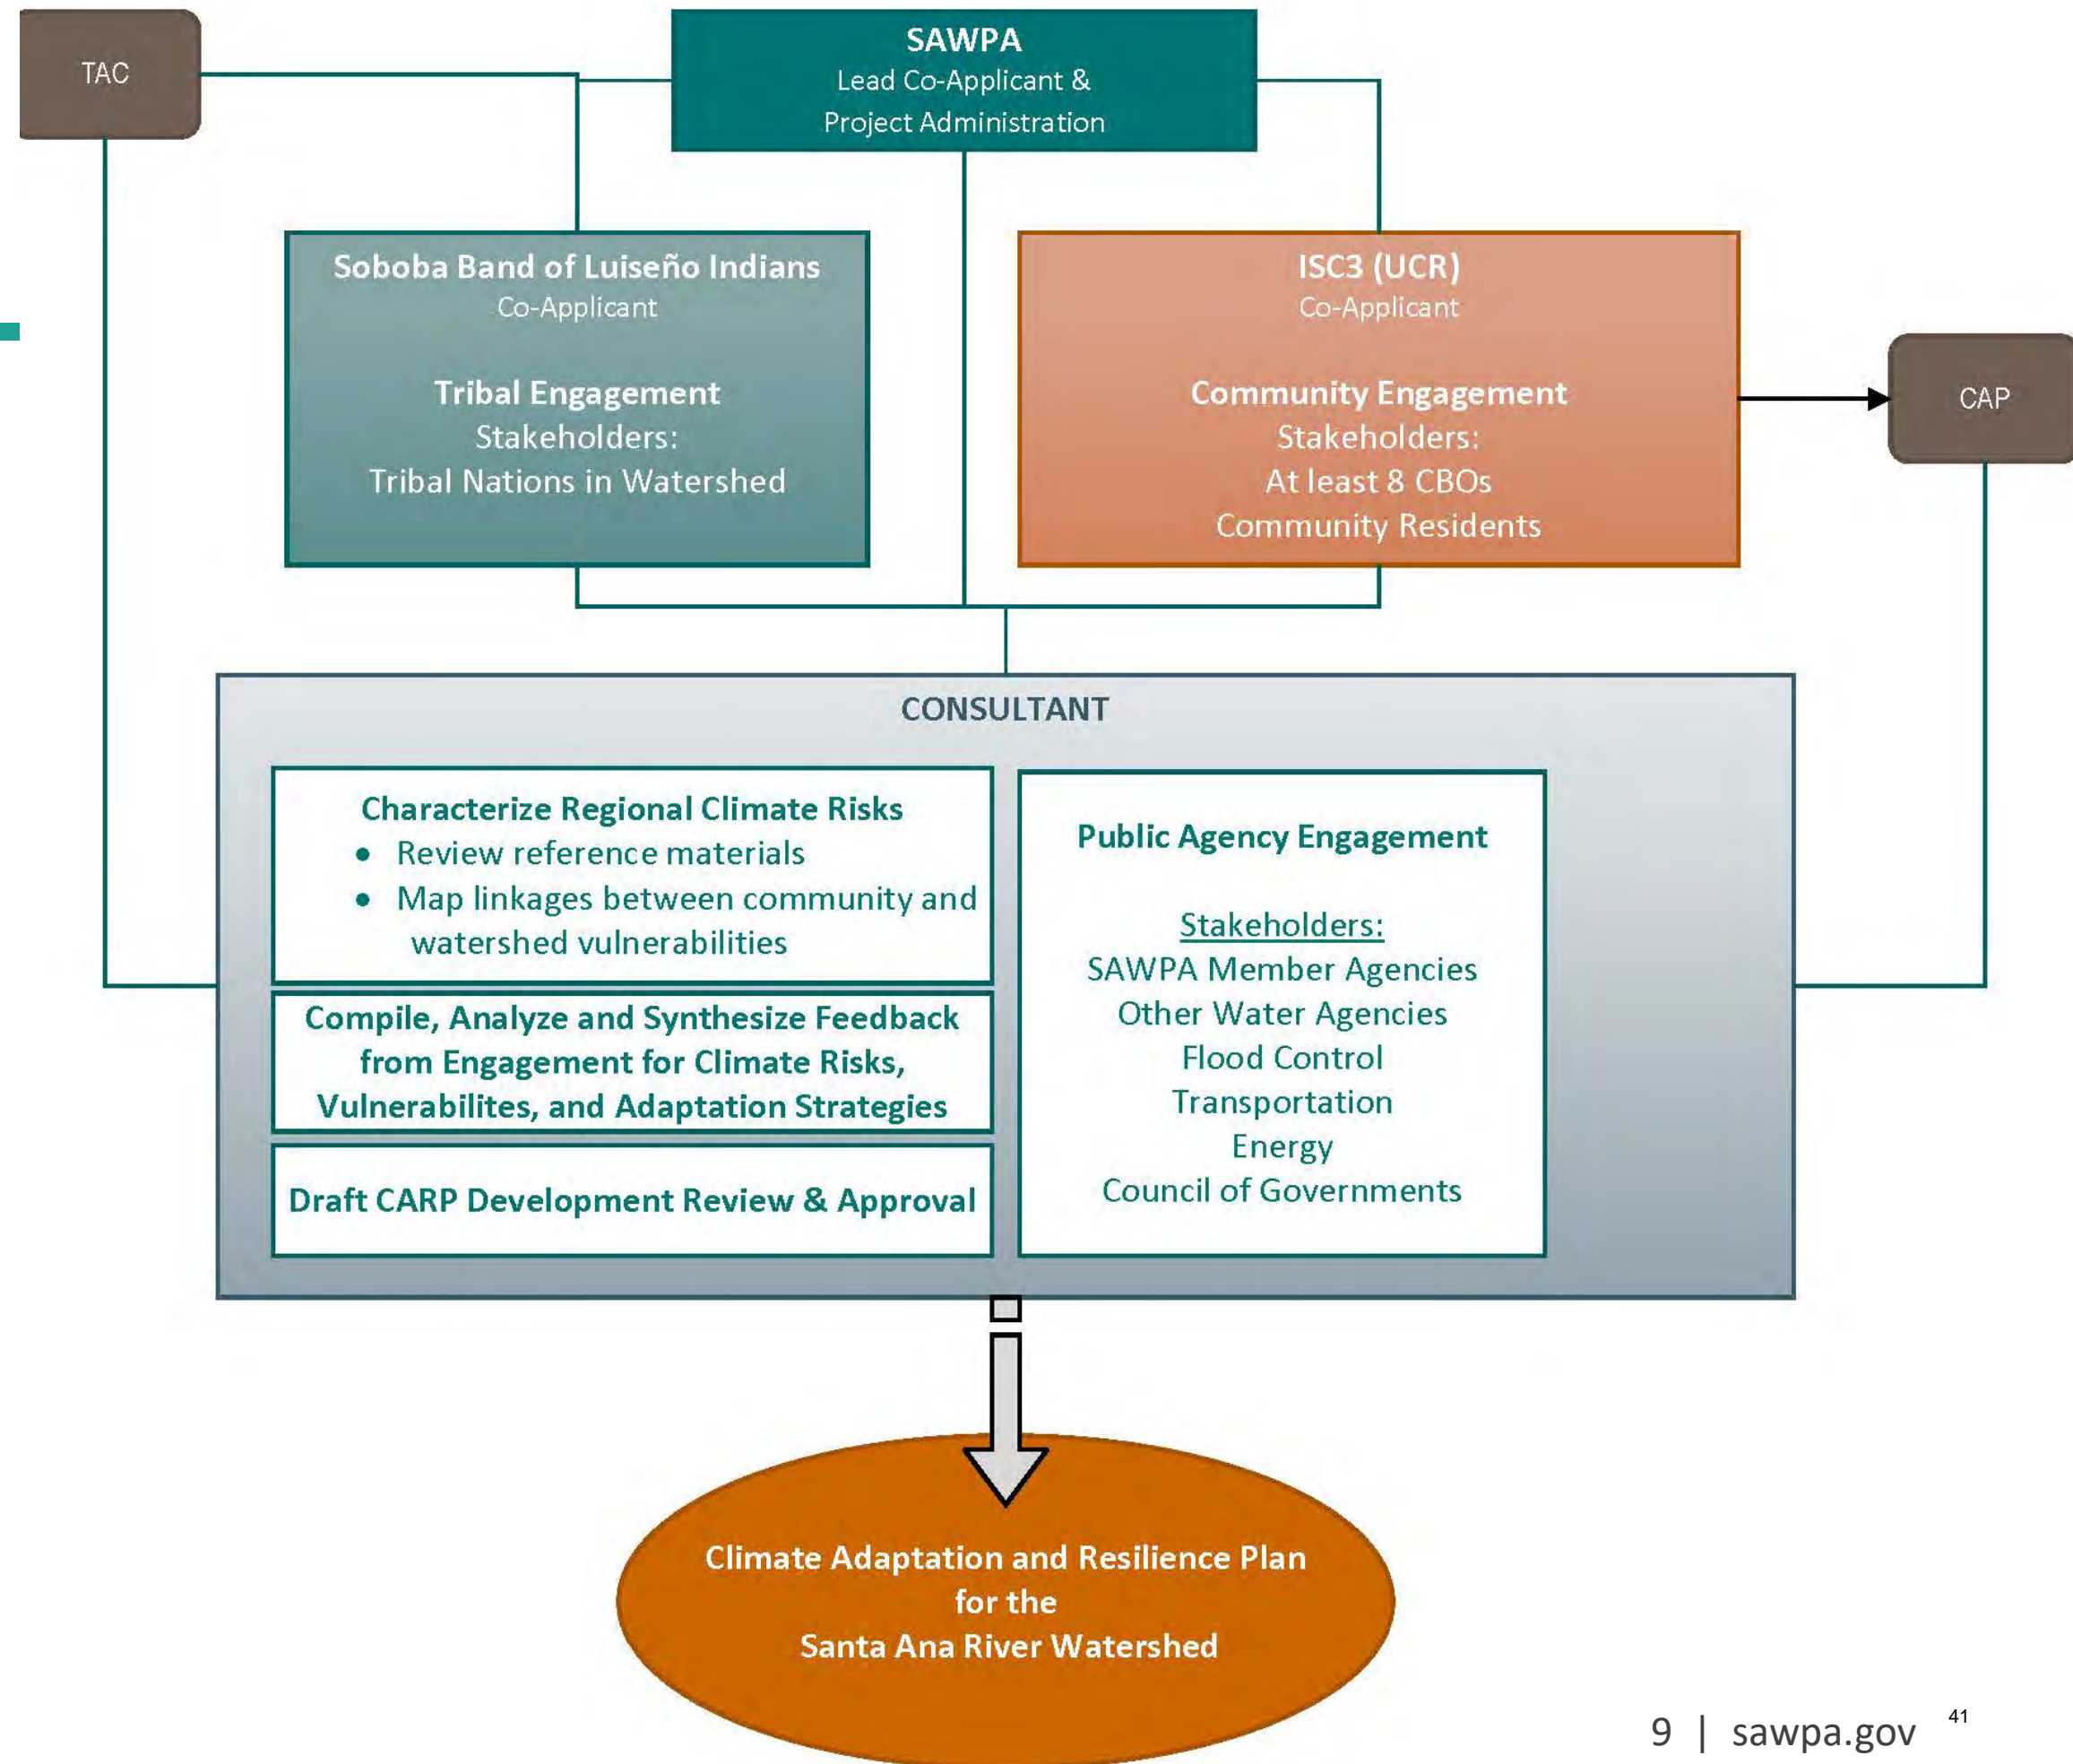 TAC
SAWPA
Lead Co-Applicant &
Project Administration
Soboba Band of Luiseño Indians
Co-Applicant
Tribal Engagement
Stakeholders:
Tribal Nations in Watershed
ISC3 (UCR)
Co-Applicant
Community Engagement
Stakeholders:
At least 8 CBOs
Community Residents
CAP
CONSULTANT
Characterize Regional Climate Risks
• Review reference materials
• Map linkages between community and
watershed vulnerabilities
Compile, Analyze and Synthesize Feedback
from Engagement for Climate Risks,
Vulnerabilites, and Adaptation Strategies
Draft CARP Development Review & Approval
Public Agency Engagement
Stakeholders:
SAWPA Member Agencies
Other Water Agencies
Flood Control
Transportation
Energy
Council of Governments
Climate Adaptation and Resilience Plan
for the
Santa Ana River Watershed
9 | sawpa.gov 41